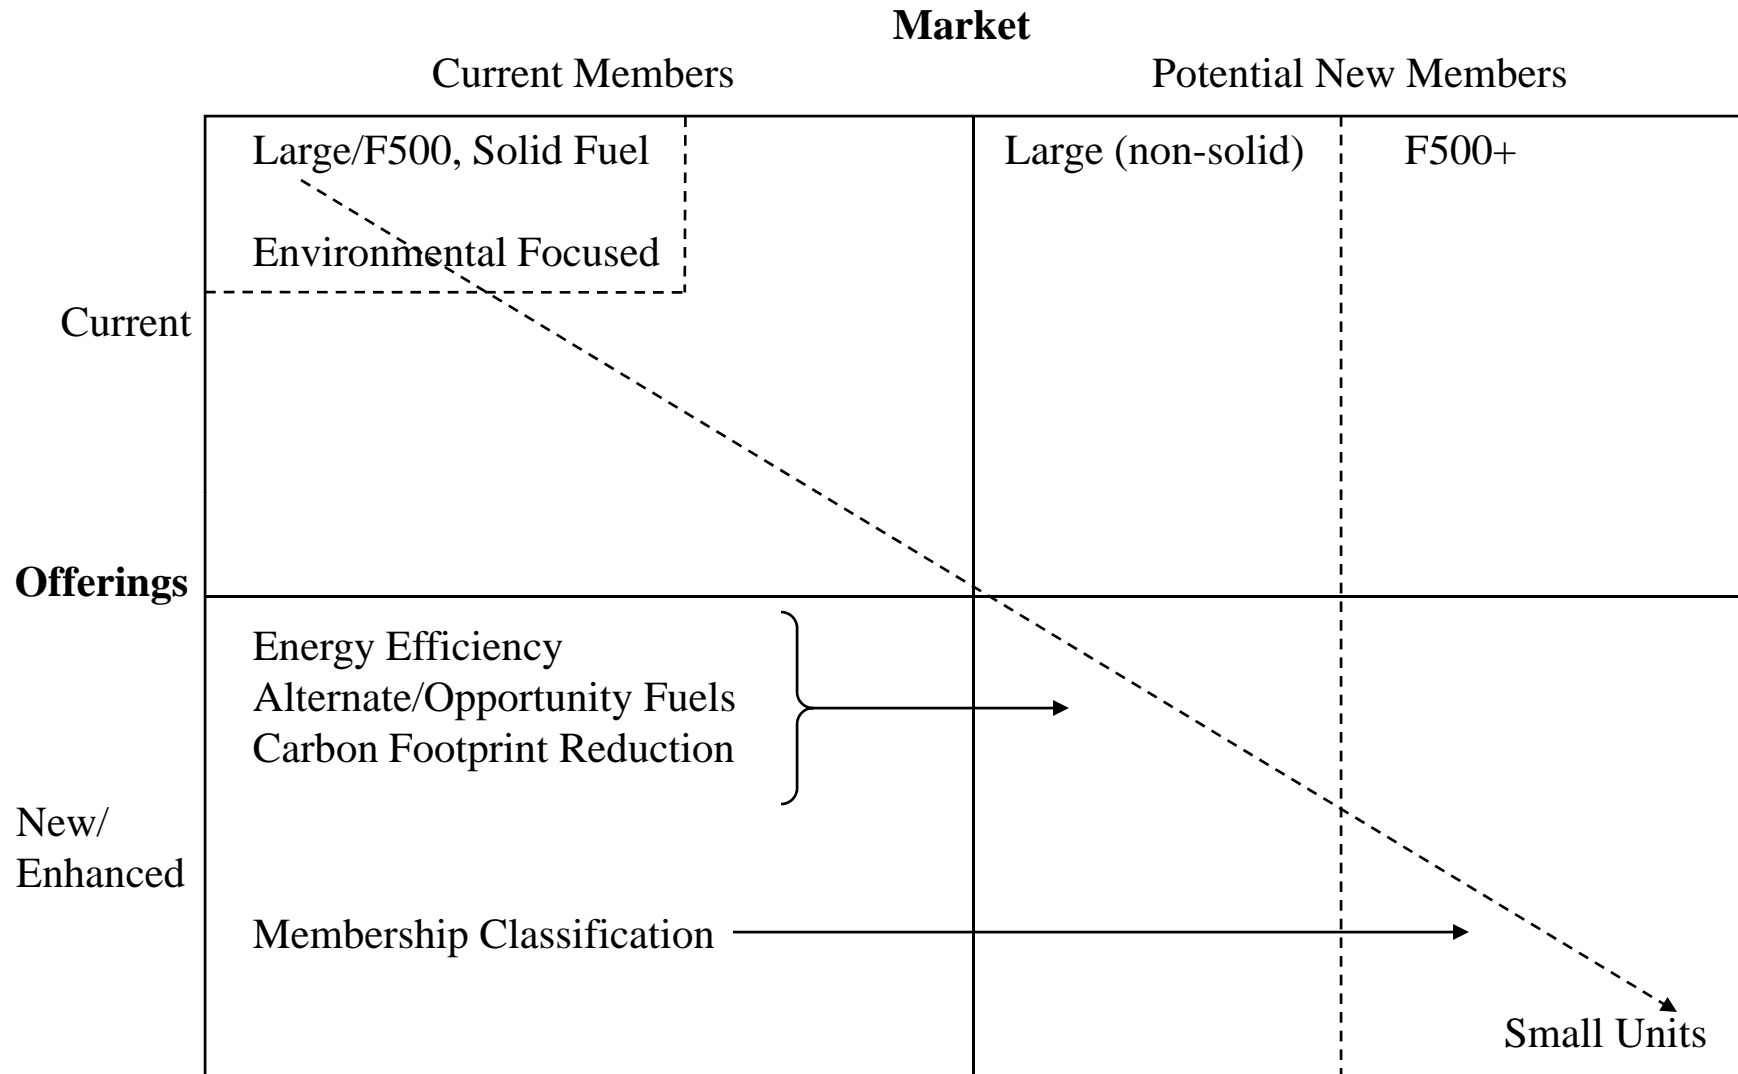 Market
Current Members
Potential New Members
Large/F500, Solid Fuel
Large (non-solid)
F500+
Environmental Focused
Current
Offerings
Energy Efficiency
Alternate/Opportunity Fuels
Carbon Footprint Reduction
New/
Enhanced
Membership Classification
Small Units